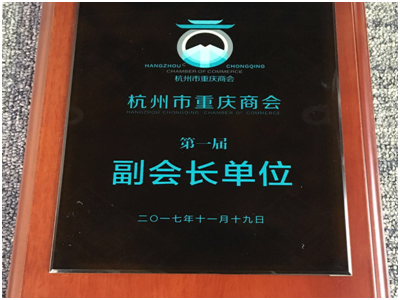 HANGZHOU CHONGQING
CHAMBER OF COMMERCE
杭州市重庆商会
杭州市重庆商会
HANGZHOU CHONGQING CHAMBER OF COMMERCE
第一届
副会长单位
二〇一七年十一月十九日